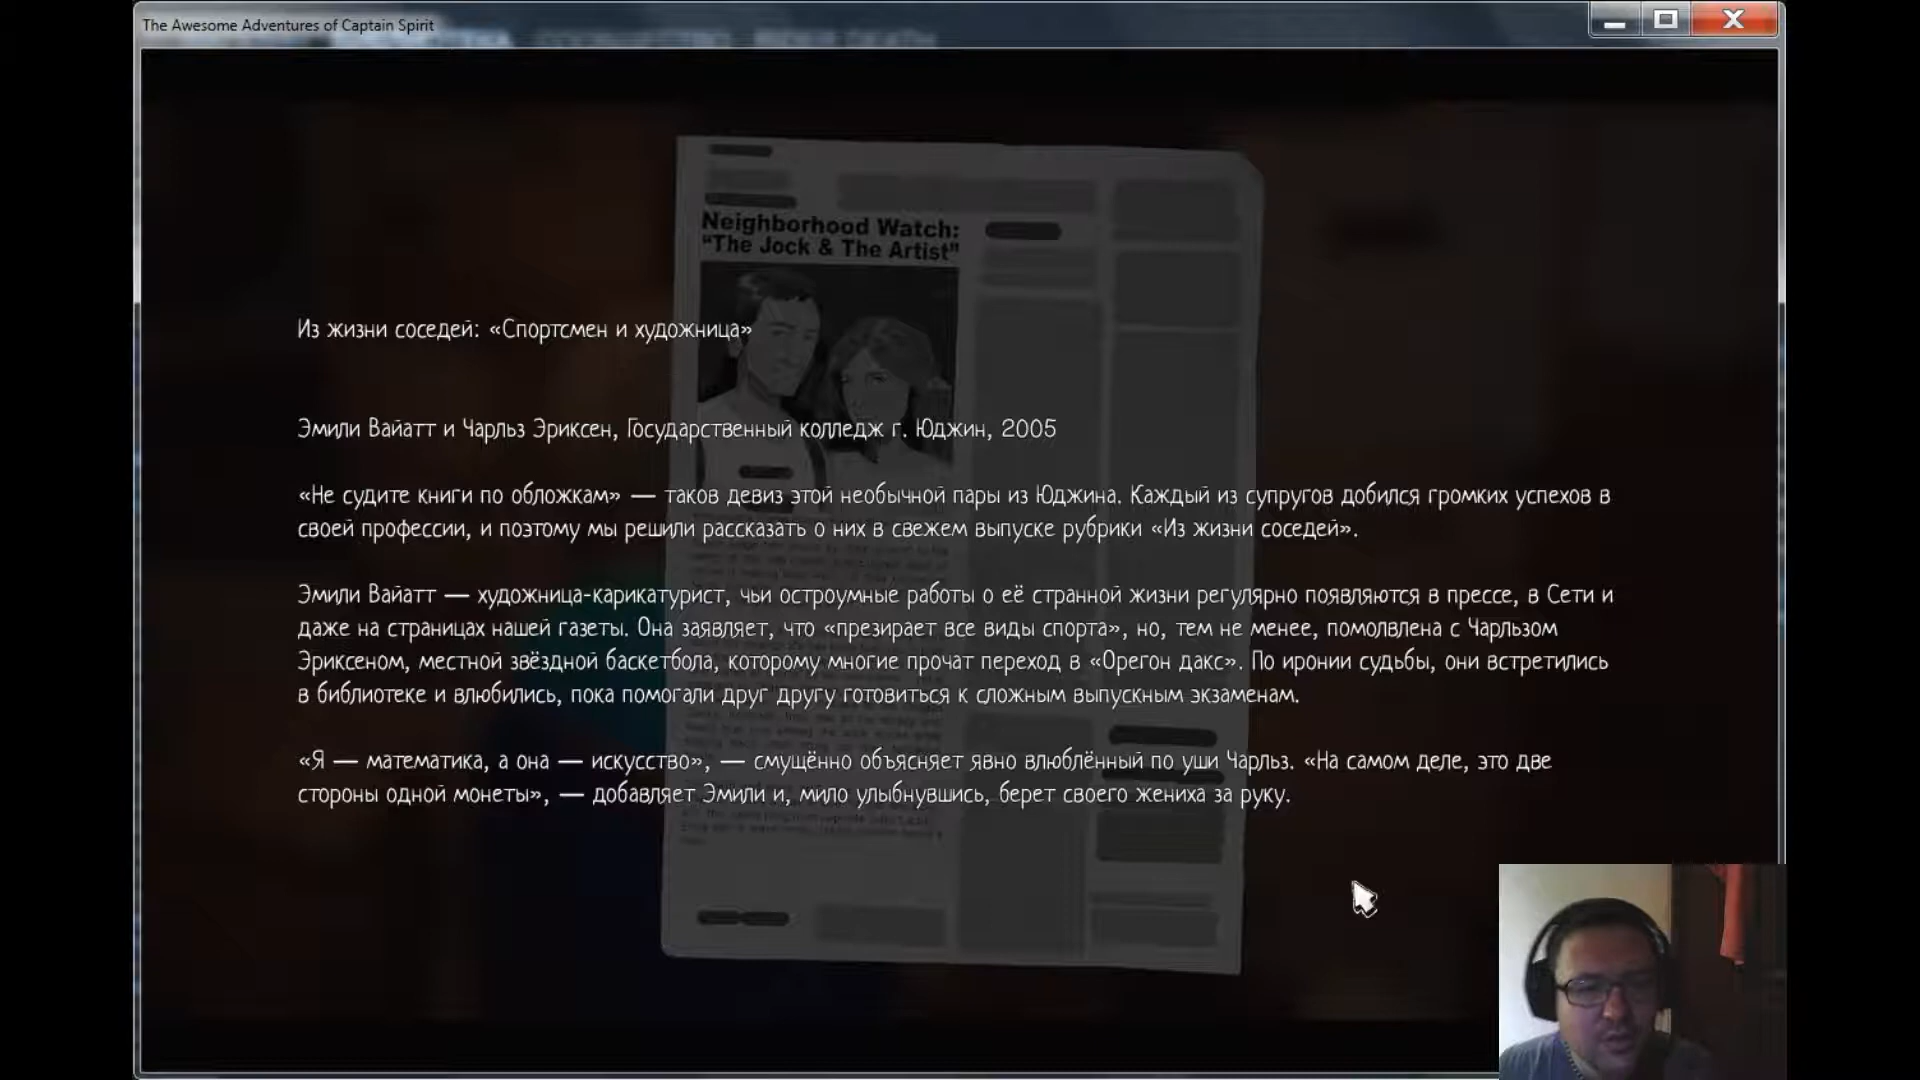 The Awesome Adventures of Captain Spirit
Neighborhood Watch:
"The Jock & The Artist"
Из жизни соседей: «Спортсмен и художница»
Эмили Вайатт и Чарльз Эриксен, Государственный колледж г. Юджин, 2005
«Не судите книги по обложкам» — таков девиз этой необычной пары из Юджина. Каждый из супругов добился громких успехов в
своей профессии, и поэтому мы решили рассказать о них в свежем выпуске рубрики «Из жизни соседей».
Эмили Вайатт — художница-карикатурист, чьи остроумные работы о её странной жизни регулярно появляются в прессе, в Сети и
даже на страницах нашей газеты. Она заявляет, что «презирает все виды спорта», но, тем не менее, помолвлена с Чарльзом
Эриксеном, местной звёздной баскетбола, которому многие прочат переход в «Орегон дакс». По иронии судьбы, они встретились
в библиотеке и влюбились, пока помогали друг другу готовиться к сложным выпускным экзаменам.
«Я — математика, а она — искусство», — смущённо объясняет явно влюблённый по уши Чарльз. «На самом деле, это две
стороны одной монеты», — добавляет Эмили и, мило улыбнувшись, берет своего жениха за руку.